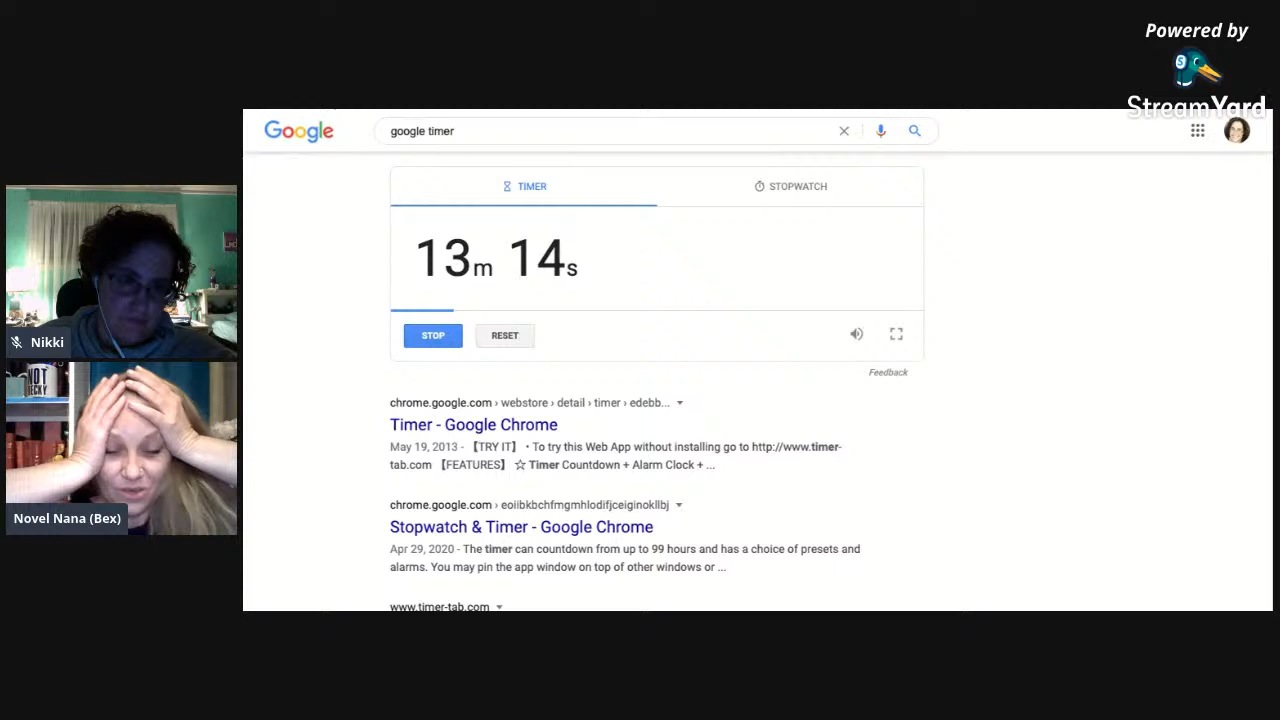 Powered by
StreamYard
Google
google timer
TIMER
STOPWATCH
13m 14s
STOP
RESET
Feedback
chrome.google.com › webstore › detail › timer › edebb...
Timer - Google Chrome
May 19, 2013 - 【TRY IT】 • To try this Web App without installing go to http://www.timer-
tab.com 【FEATURES】 ☆ Timer Countdown + Alarm Clock + ...
chrome.google.com › eoiibkbchfmgmhlodifjceiginokllbj
Stopwatch & Timer - Google Chrome
Apr 29, 2020 - The timer can countdown from up to 99 hours and has a choice of presets and
alarms. You may pin the app window on top of other windows or ...
www.timer-tab.com
Nikki
NOT
Novel Nana (Bex)